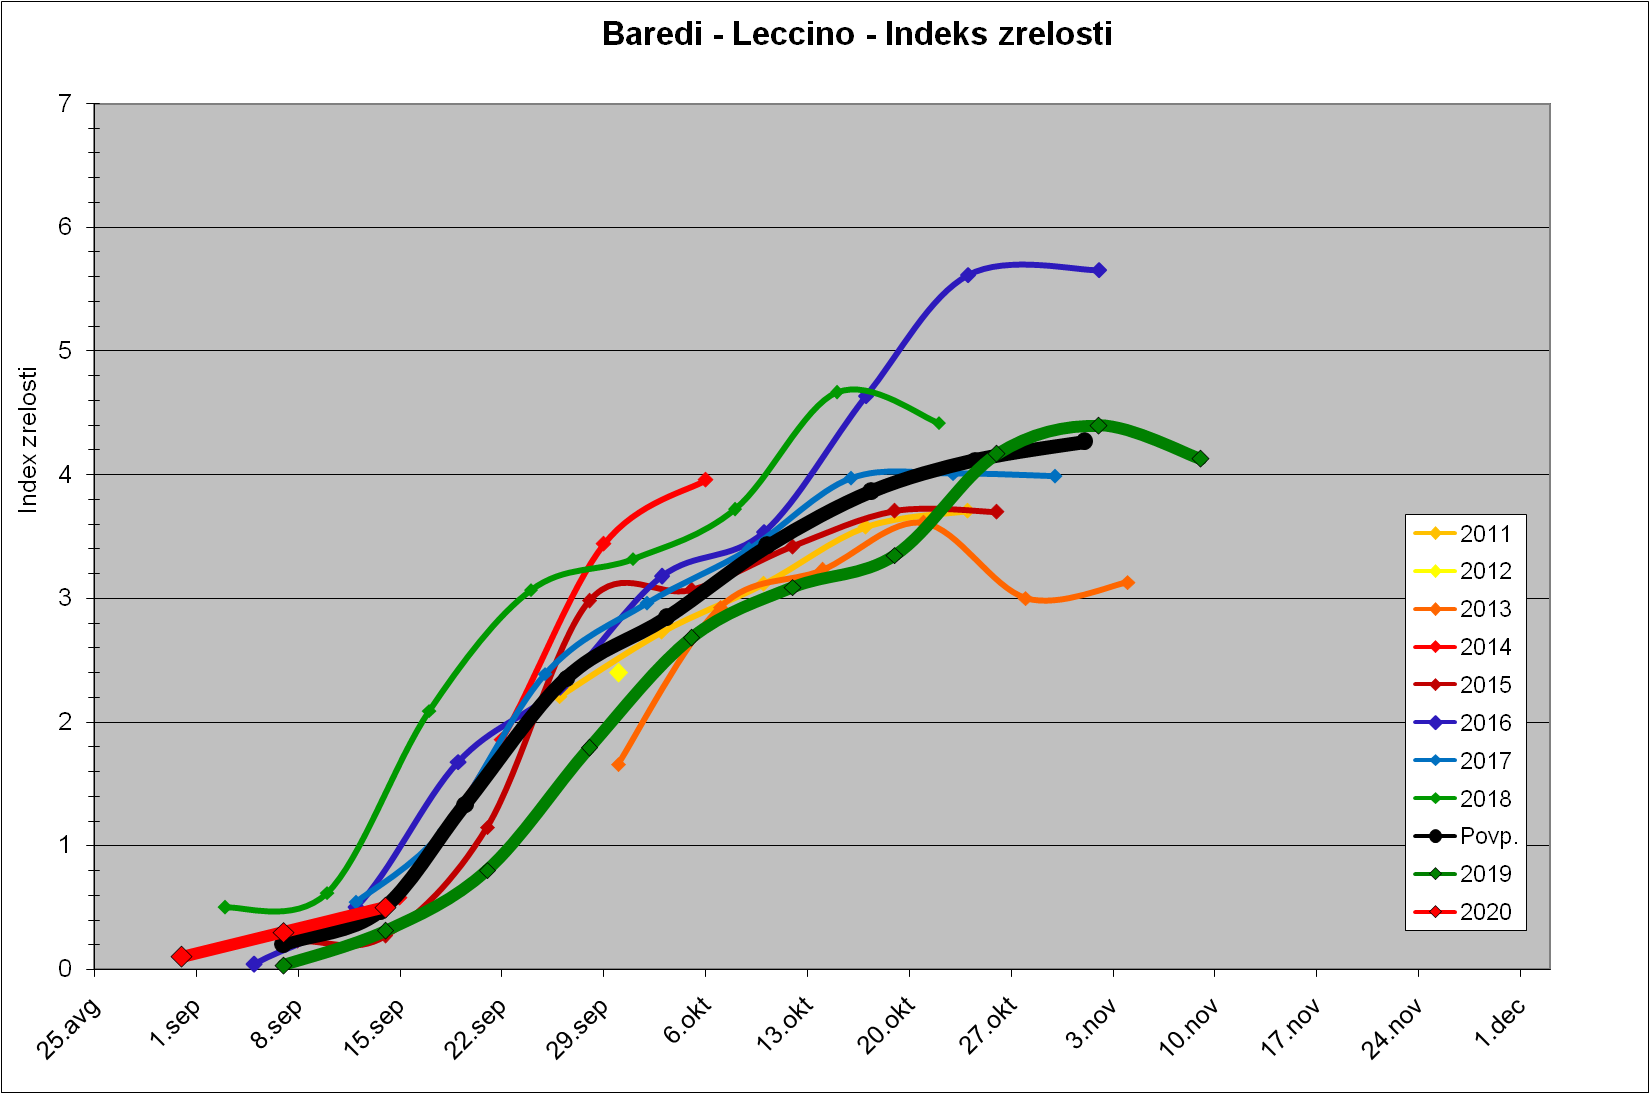 Baredi - Leccino - Indeks zrelosti
Index zrelosti
7
6
5
4
3
2
1
0
25.avg
1.sep
8.sep
15.sep
22.sep
29.sep
6.okt
13.okt
20.okt
27.okt
3.nov
10.nov
17.nov
24.nov
1.dec
2011
2012
2013
2014
2015
2016
2017
2018
Povp.
2019
2020